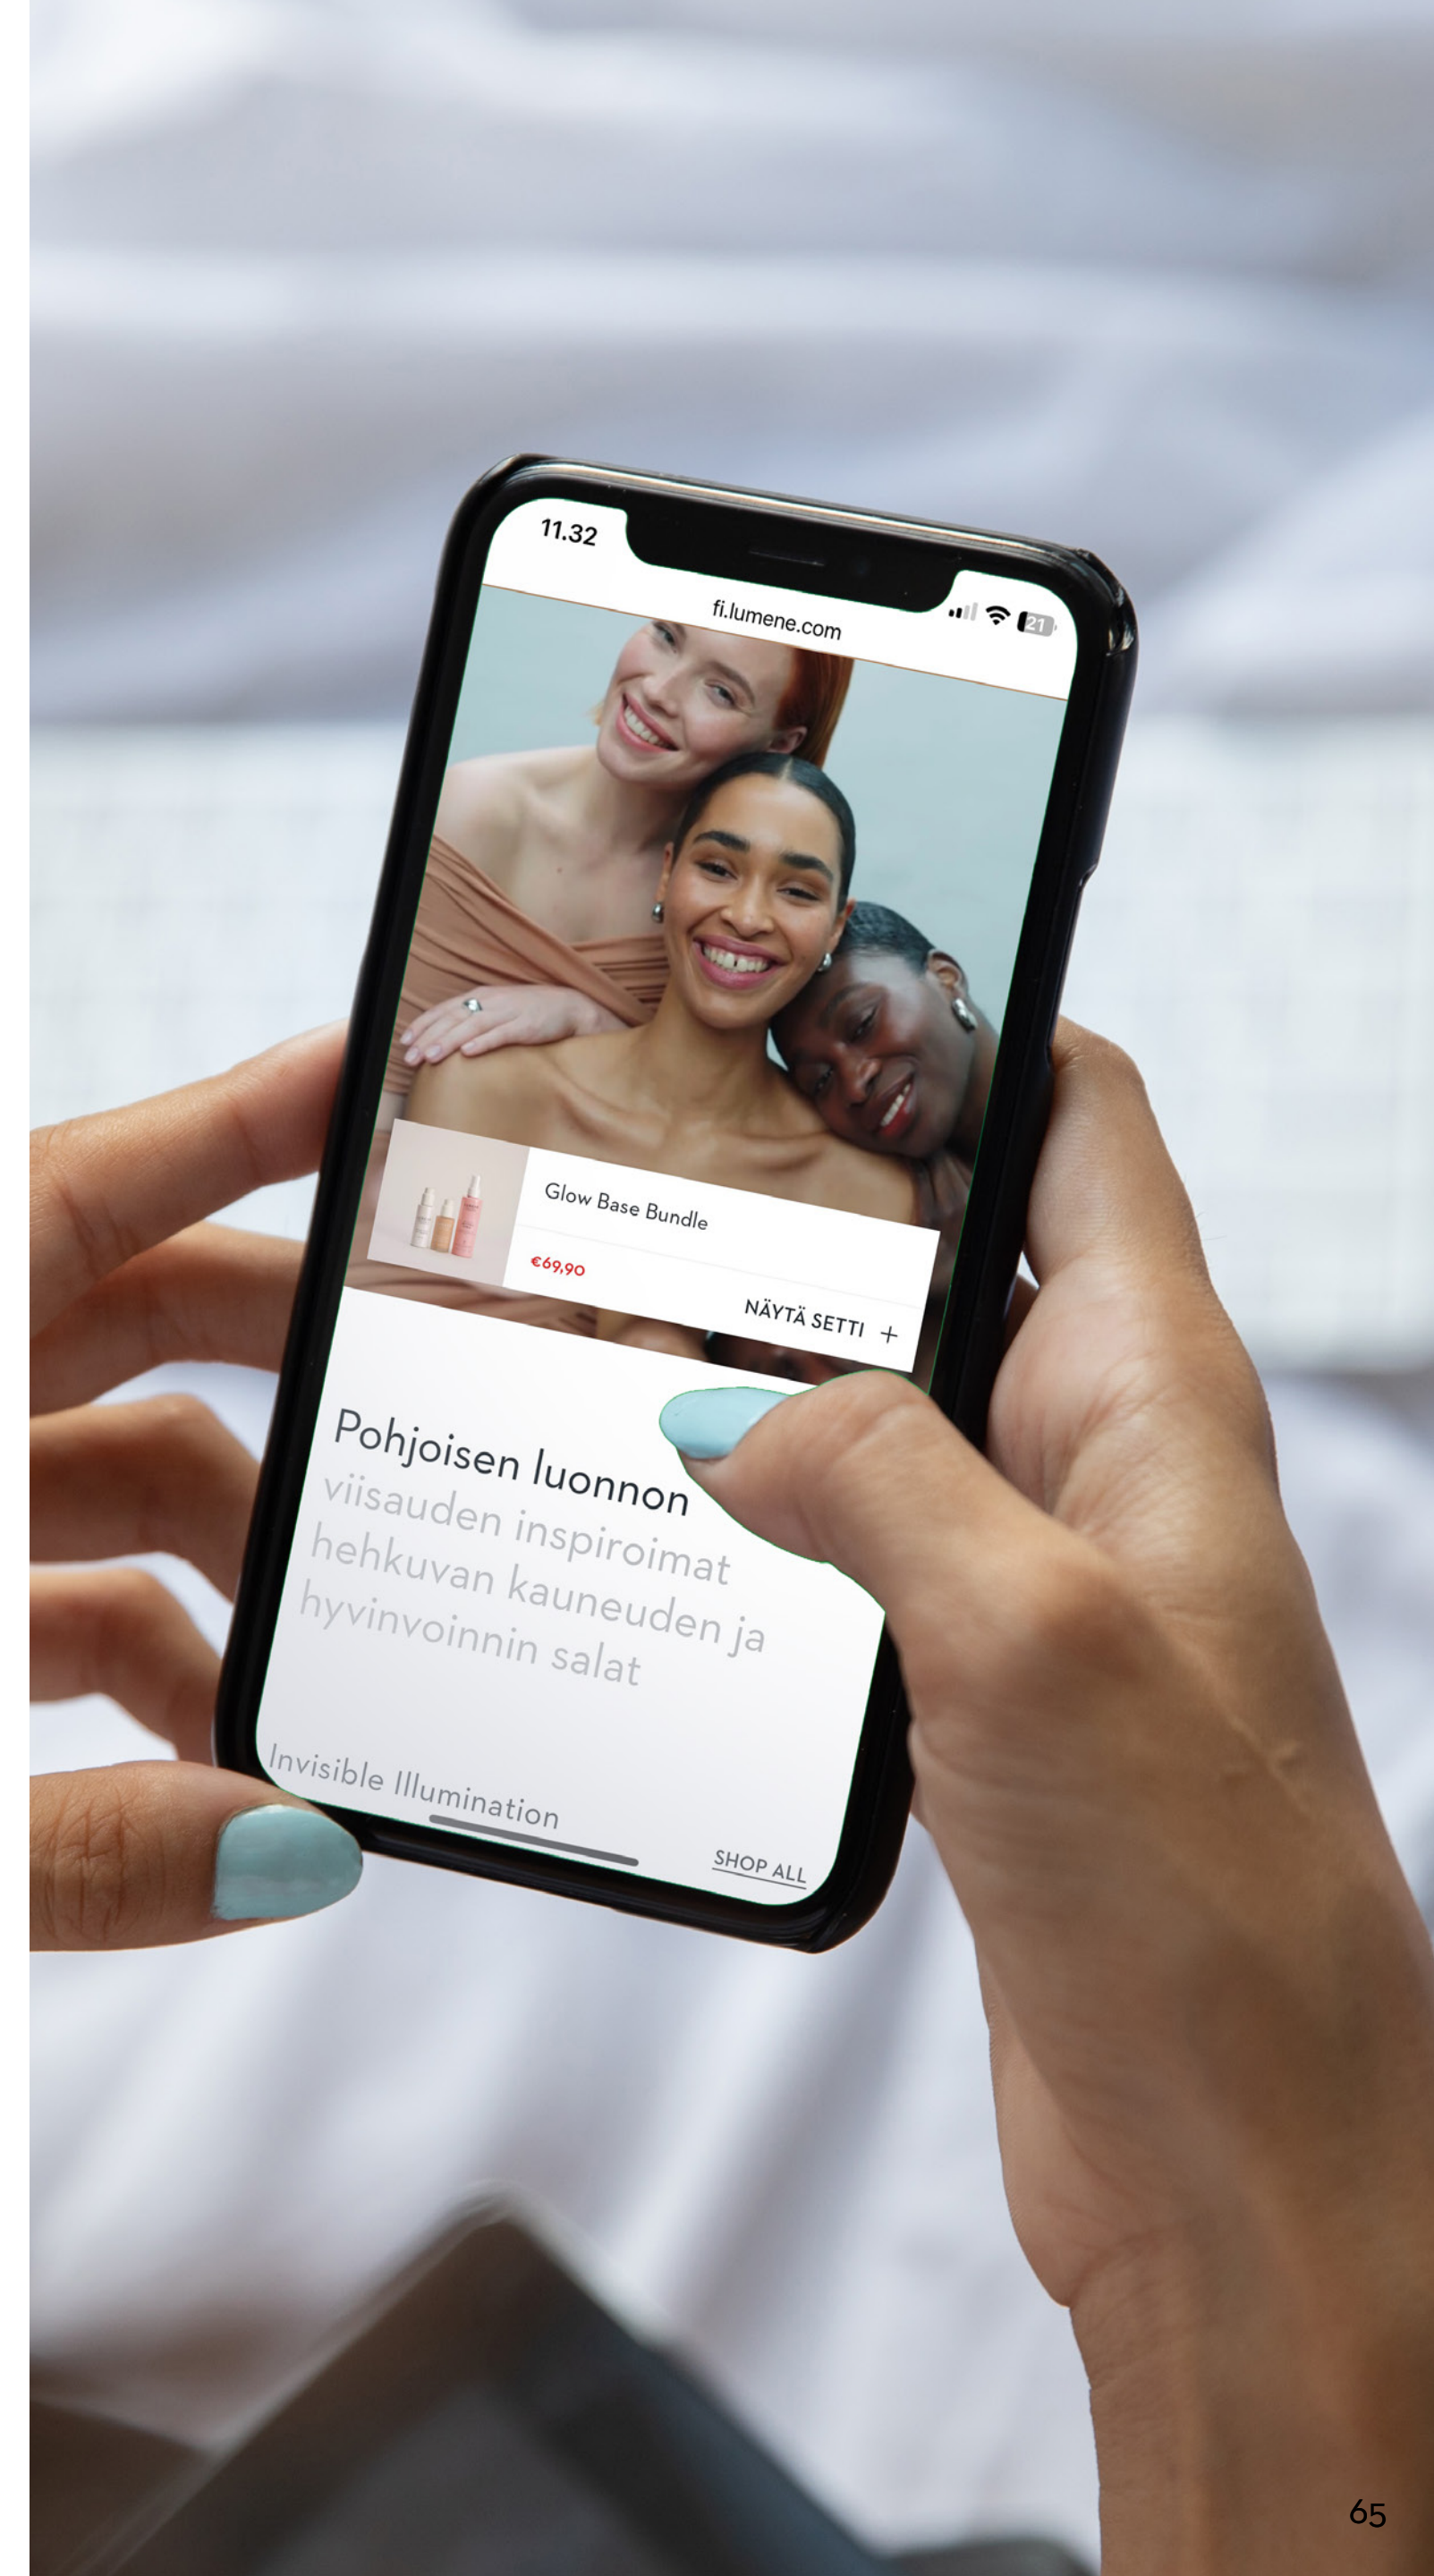 11.32
21
fi.lumene.com
Glow Base Bundle
€69,90
NÄYTÄ SETTI +
Pohjoisen luonnon
viisauden inspiroimat
hehkuvan kauneuden ja
hyvinvoinnin salat
Invisible Illumination
SHOP ALL
65